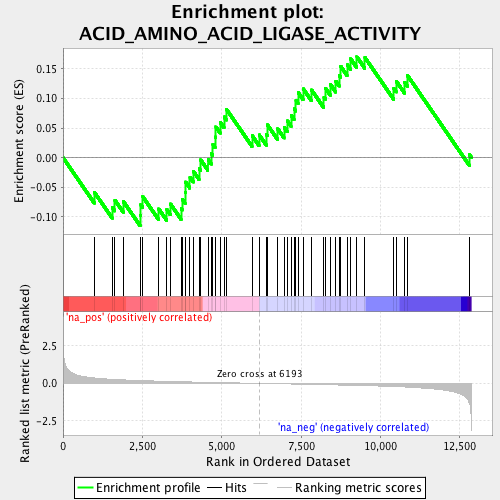 Enrichment plot:
ACID_AMINO_ACID_LIGASE_ACTIVITY
Enrichment score (ES)
0.15
0.10
0.05
0.00
-0.05
-0.10
'na_pos' (positively correlated)
Ranked list metric (PreRanked)
2.5
0.0
-2.5
Zero cross at 6193
'na_neg' (negatively correlated)
0
2,500
5,000
7,500
10,000
12,500
Rank in Ordered Dataset
Enrichment profile
Hits
Ranking metric scores